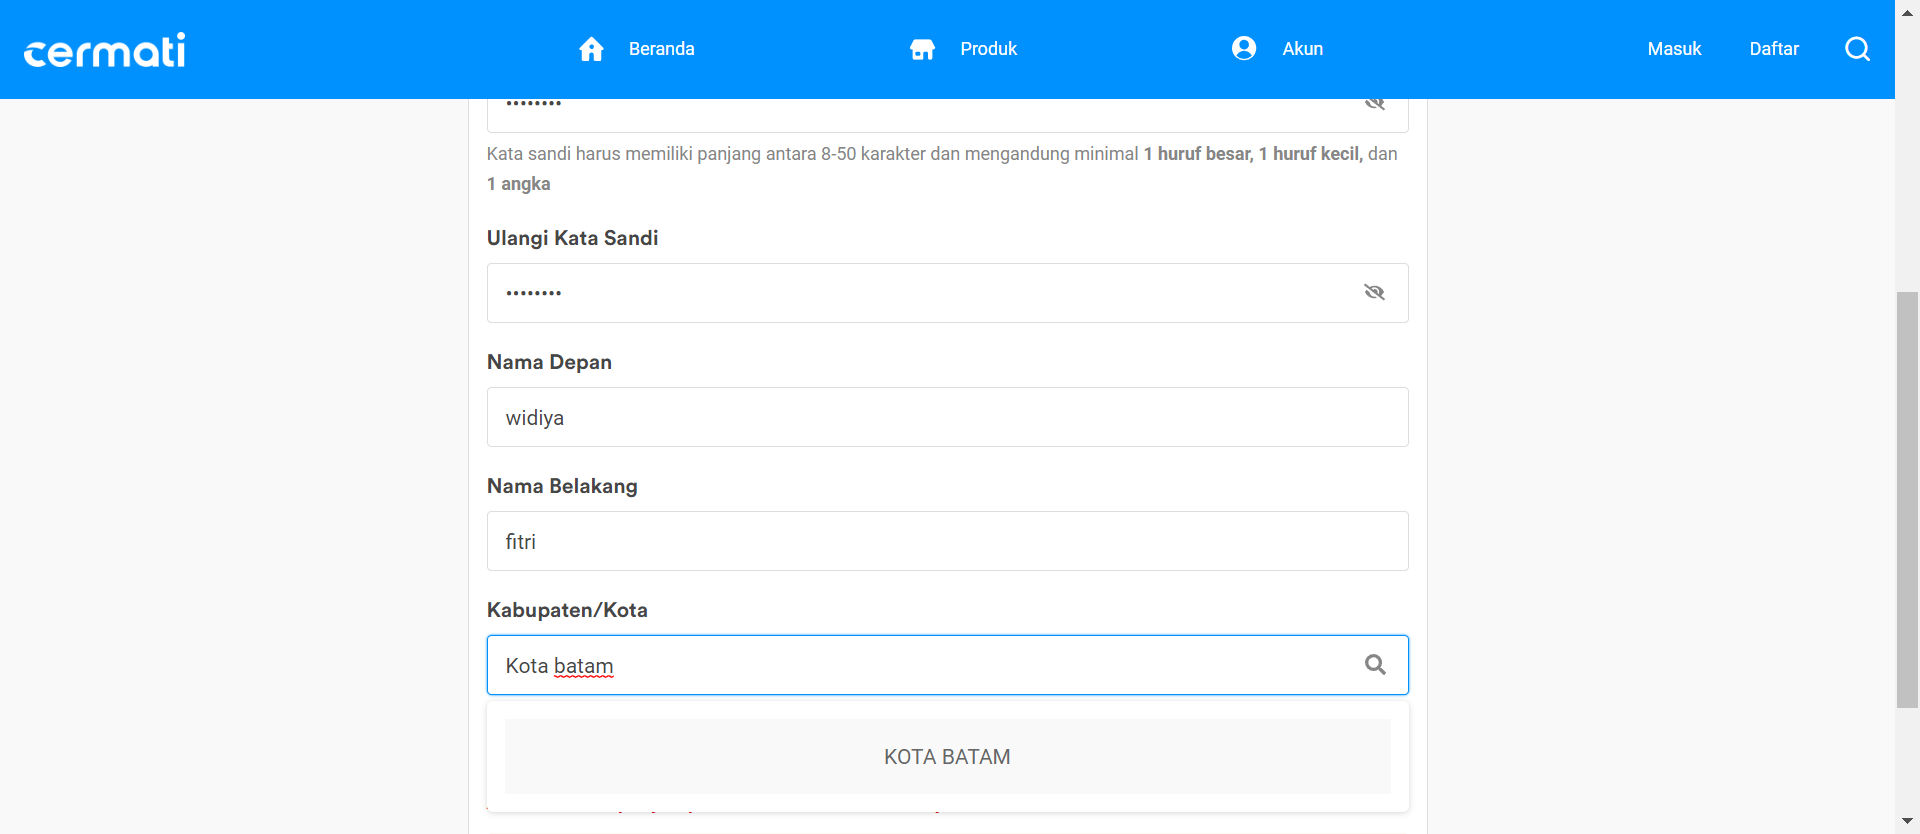 cermati
Beranda
Produk
Akun
Masuk
Daftar
Kata sandi harus memiliki panjang antara 8-50 karakter dan mengandung minimal 1 huruf besar, 1 huruf kecil, dan
1 angka
Ulangi Kata Sandi
Nama Depan
widiya
Nama Belakang
fitri
Kabupaten/Kota
Kota batam
KOTA BATAM